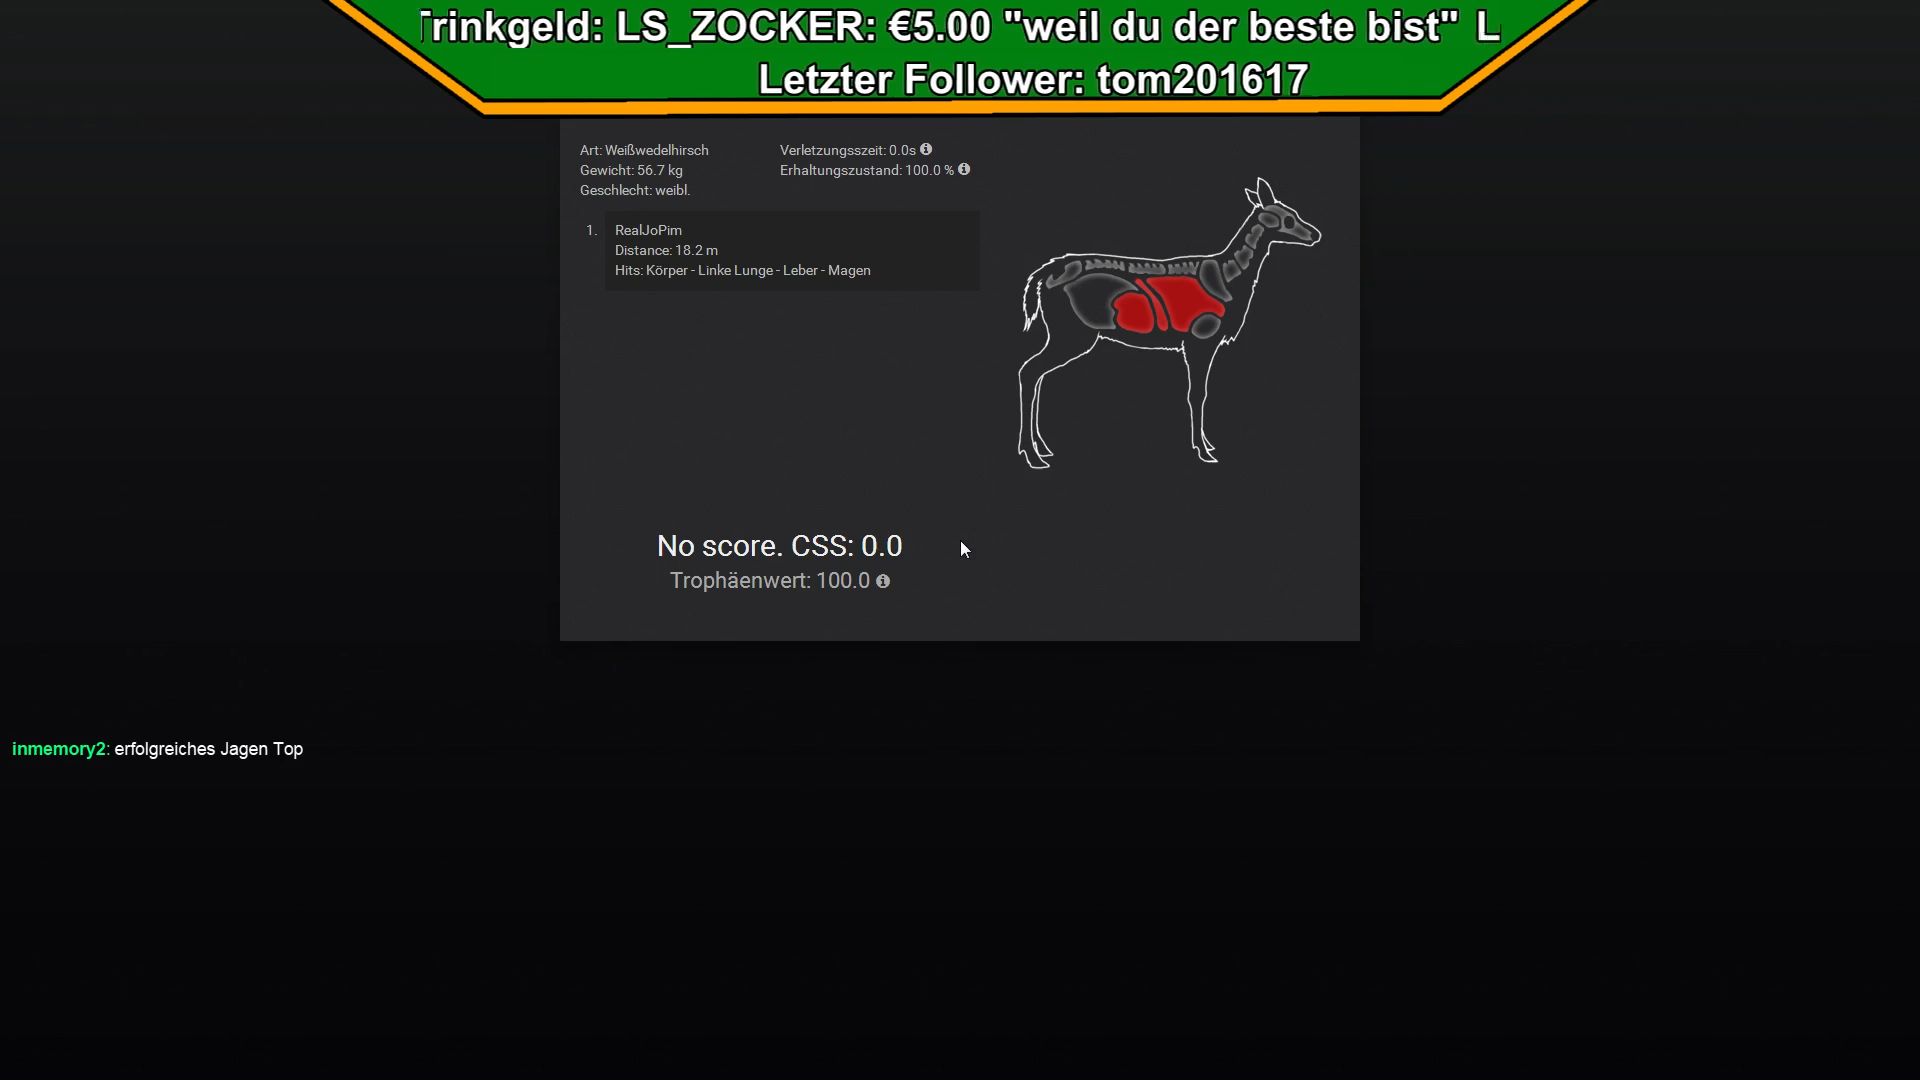 Trinkgeld: LS_ZOCKER: €5.00 "weil du der beste bist" L
Letzter Follower: tom201617
Art: Weißwedelhirsch
Gewicht: 56.7 kg
Geschlecht: weibl.
Verletzungsszeit: 0.0s
Erhaltungszustand: 100.0 %
1. RealJoPim
Distance: 18.2 m
Hits: Körper - Linke Lunge - Leber - Magen
No score. CSS: 0.0
Trophäenwert: 100.0
inmemory2: erfolgreiches Jagen Top